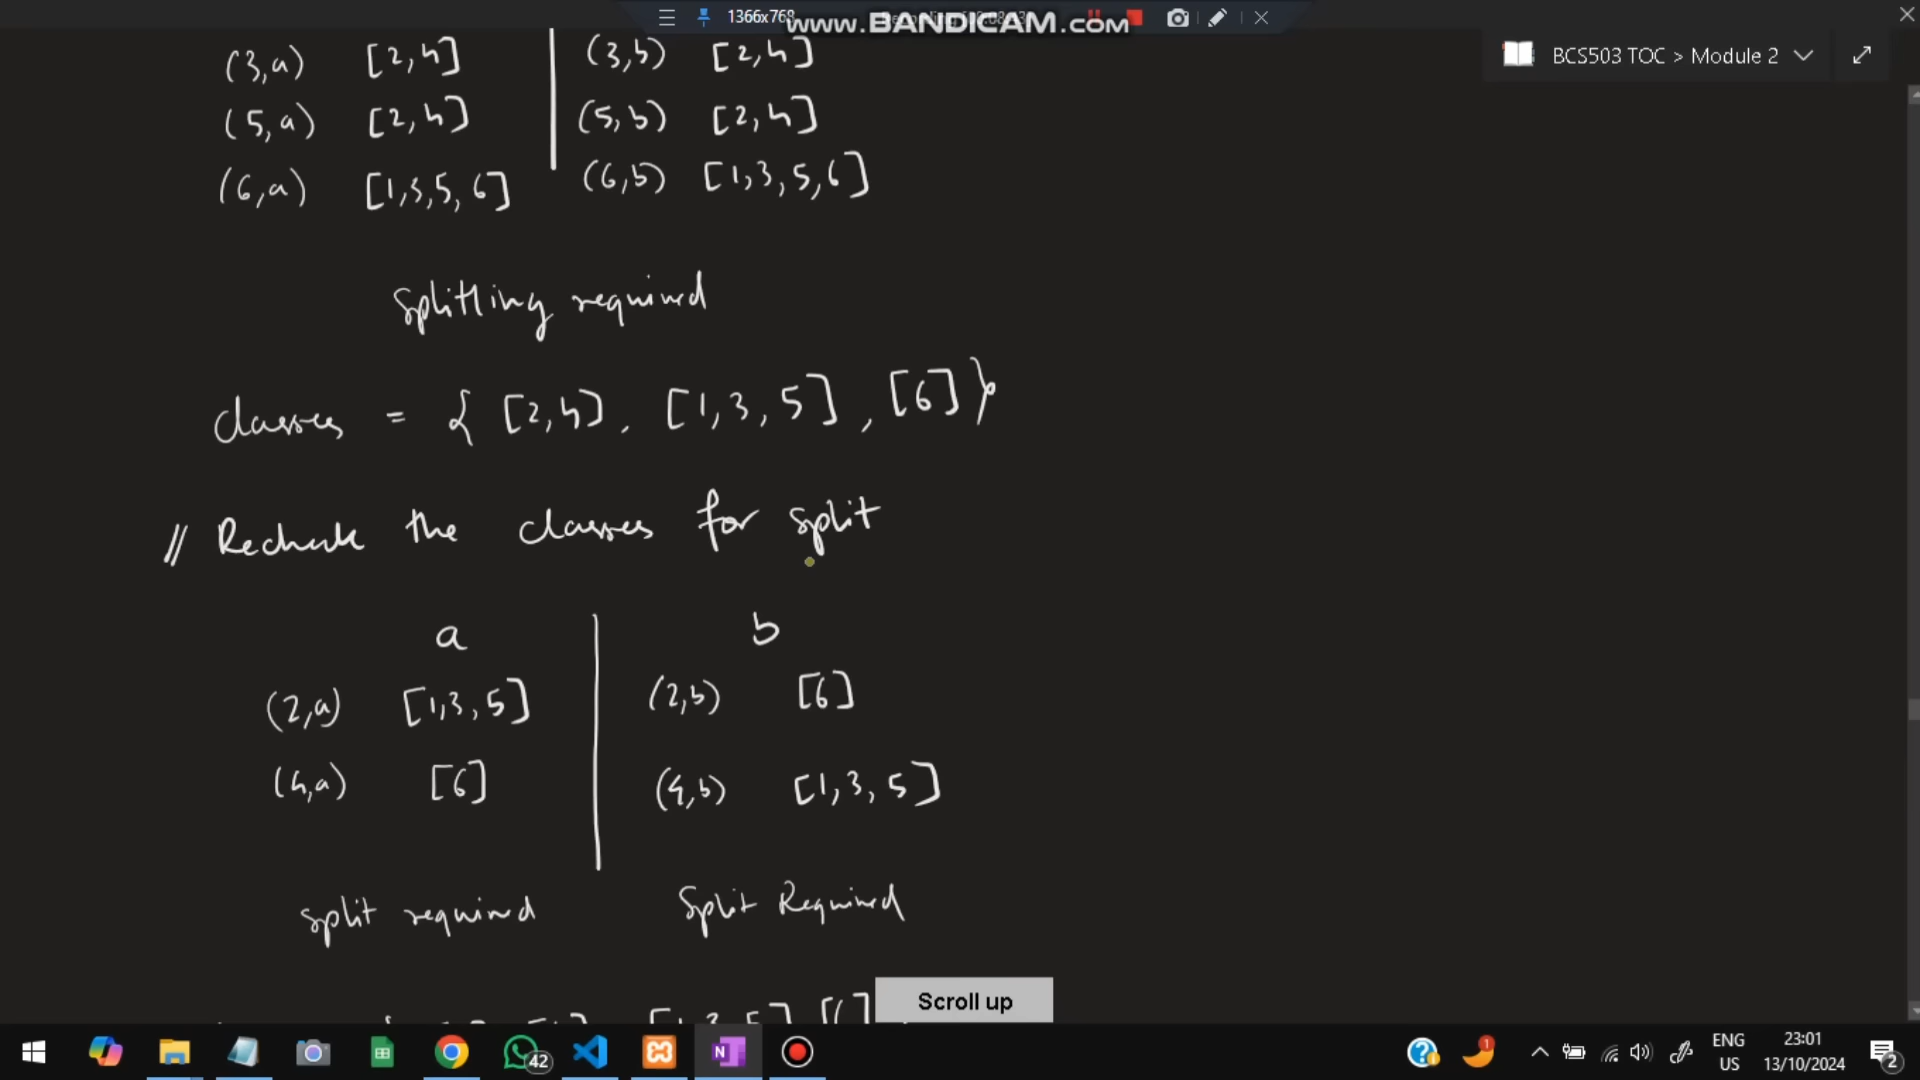 1366x768
www.BANDICAM.com
BCS503 TOC > Module 2
(3,a) [2,4] (3,b) [2,4]
(5,a) [2,4] (5,b) [2,4]
(6,a) [1,3,5,6] (6,b) [1,3,5,6]
Splitting required
classes = { [2,4], [1,3,5], [6]}
// Recheck the classes for split
a b
(2,a) [1,3,5] (2,b) [6]
(4,a) [6] (4,b) [1,3,5]
split required Split Required
Scroll up
42
1
ENG
US
23:01
13/10/2024
2